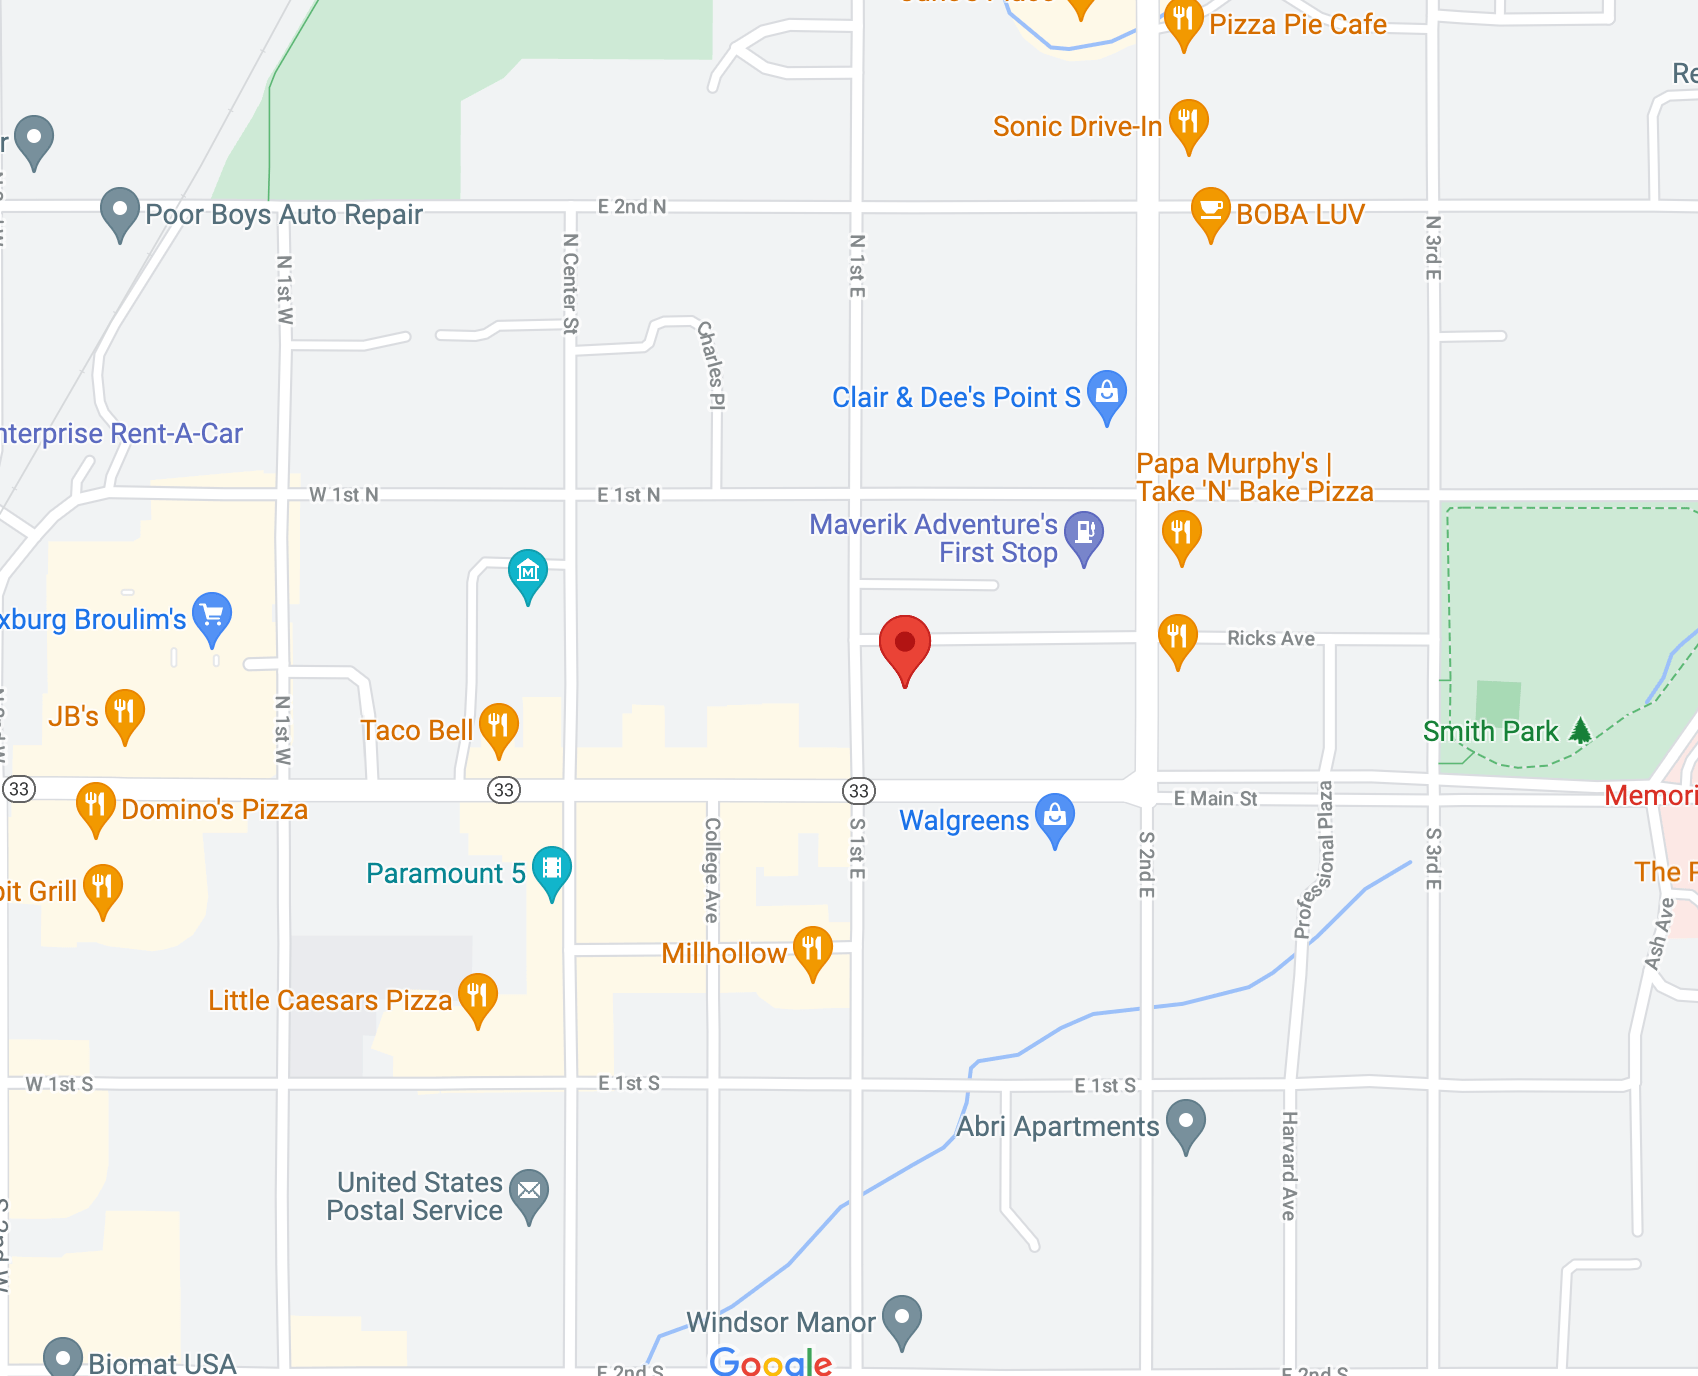 Pizza Pie Cafe
Re
Sonic Drive-In
r
Poor Boys Auto Repair
E 2nd N
BOBA LUV
N 1st W
N Center St
N 1st E
N 3rd E
Charles Pl
Clair & Dee's Point S
nterprise Rent-A-Car
Papa Murphy's |
Take 'N' Bake Pizza
W 1st N
E 1st N
Maverik Adventure's
First Stop
xburg Broulim's
Ricks Ave
JB's
N 1st W
Taco Bell
Smith Park
33
33
33
Domino's Pizza
E Main St
Memori
Walgreens
Professional Plaza
College Ave
S 1st E
S 2nd E
S 3rd E
Paramount 5
The R
bit Grill
Ash Ave
Millhollow
Little Caesars Pizza
W 1st S
E 1st S
E 1st S
Abri Apartments
Harvard Ave
United States
Postal Service
S 2nd W
Windsor Manor
Biomat USA
Google
E 2nd S
E 2nd S